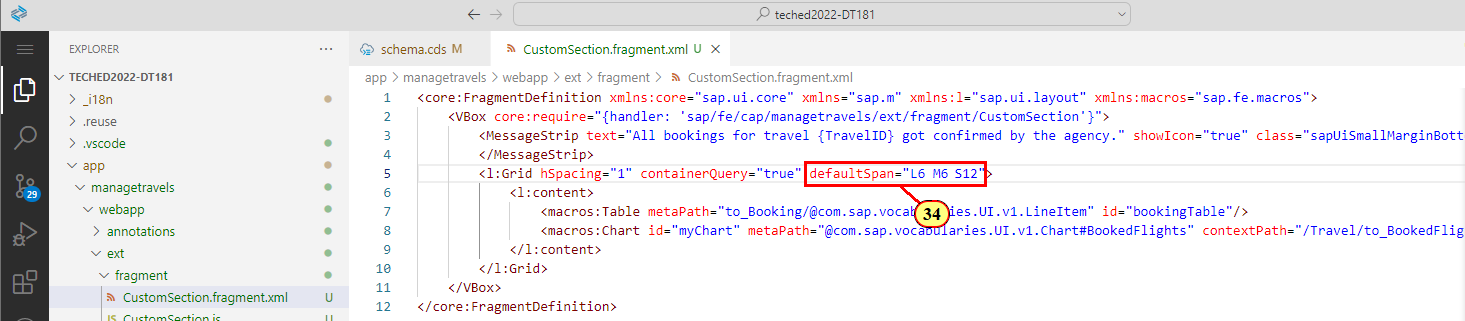 teched2022-DT181
EXPLORER
TECHED2022-DT181
_i18n
.reuse
.vscode
app
managetravels
webapp
annotations
ext
fragment
CustomSection.fragment.xml U
CustomSection.js U
29
schema.cds M
CustomSection.fragment.xml U
app > managetravels > webapp > ext > fragment > CustomSection.fragment.xml
1 <core:FragmentDefinition xmlns:core="sap.ui.core" xmlns="sap.m" xmlns:l="sap.ui.layout" xmlns:macros="sap.fe.macros">
2 <VBox core:require="{handler: 'sap/fe/cap/managetravels/ext/fragment/CustomSection'}">
3 <MessageStrip text="All bookings for travel {TravelID} got confirmed by the agency." showIcon="true" class="sapUiSmallMarginBott
4 </MessageStrip>
5 <l:Grid hSpacing="1" containerQuery="true" defaultSpan="L6 M6 S12">
6 <l:content>
34
7 <macros:Table metaPath="to_Booking/@com.sap.vocabularies.UI.v1.LineItem" id="bookingTable"/>
8 <macros:Chart id="myChart" metaPath="@com.sap.vocabularies.UI.v1.Chart#BookedFlights" contextPath="/Travel/to_BookedFlig
9 </l:content>
10 </l:Grid>
11 </VBox>
12 </core:FragmentDefinition>